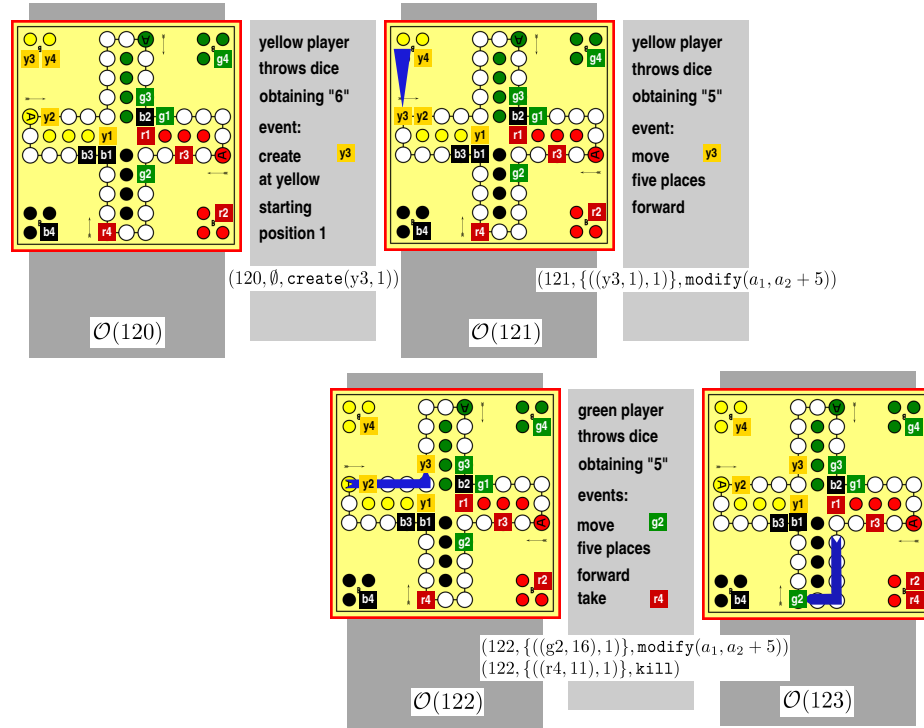 y3 y4
g4
A
B
y2
g3
b2 g1
y1
r1
b3 b1
r3
g2
r2
b4
r4
yellow player
throws dice
obtaining "6"
event:
create y3
at yellow
starting
position 1
(120, ∅, create(y3, 1))
O(120)
y4
g4
A
B
y3 y2
g3
b2 g1
y1
r1
b3 b1
r3
g2
r2
b4
r4
yellow player
throws dice
obtaining "5"
event:
move y3
five places
forward
(121, {((y3, 1), 1)}, modify(a₁, a₂ + 5))
O(121)
y4
g4
A
B
y3
g3
y2
b2 g1
y1
r1
b3 b1
r3
g2
r2
b4
r4
green player
throws dice
obtaining "5"
events:
move g2
five places
forward
take r4
(122, {((g2, 16), 1)}, modify(a₁, a₂ + 5))
(122, {((r4, 11), 1)}, kill)
O(122)
y4
g4
A
B
y3
g3
y2
b2 g1
y1
r1
b3 b1
r3
r2
b4
g2
r4
O(123)